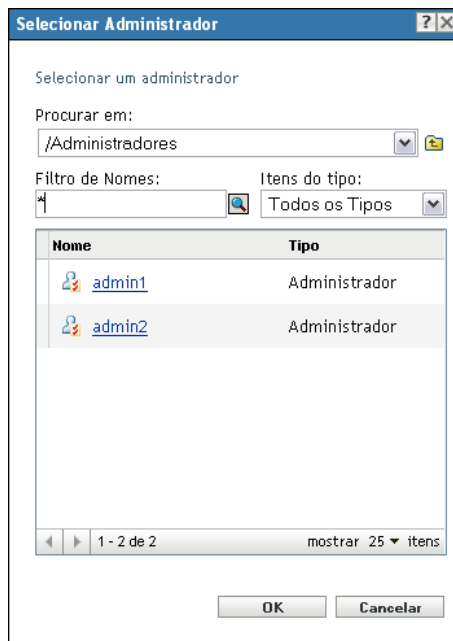 Selecionar Administrador ? X
Selecionar um administrador
Procurar em:
/Administradores
Filtro de Nomes: Itens do tipo:
* Todos os Tipos
Nome Tipo
admin1 Administrador
admin2 Administrador
1 - 2 de 2 mostrar 25 itens
OK Cancelar